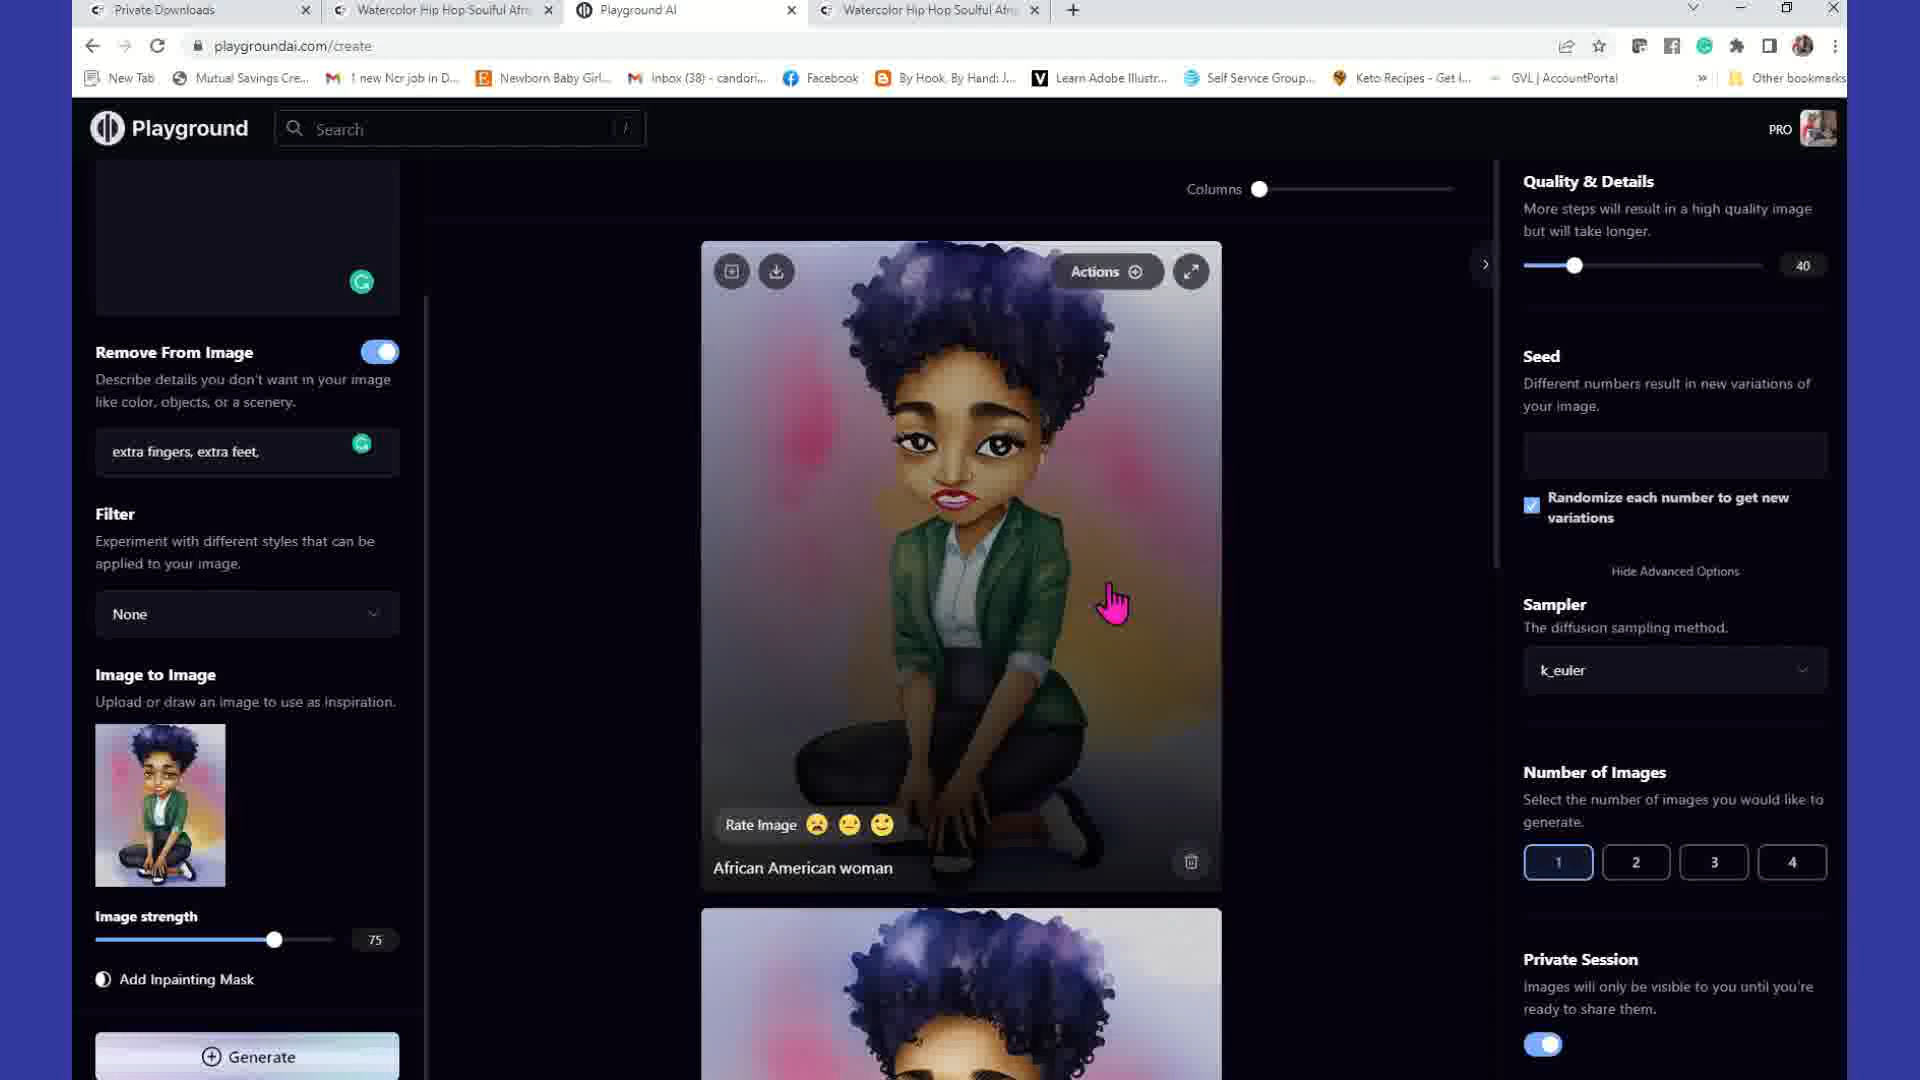 Private Downloads
Watercolor Hip Hop Soulful Afri
Playground AI
Watercolor Hip Hop Soulful Afri
playgroundai.com/create
New Tab
Mutual Savings Cre...
1 new Ncr job in D...
Newborn Baby Girl...
Inbox (38) - candori...
Facebook
By Hook, By Hand: J...
Learn Adobe Illustr...
Self Service Group...
Keto Recipes - Get I...
GVL | AccountPortal
»
Other bookmarks
Playground
Search
/
PRO
Remove From Image
Describe details you don't want in your image
like color, objects, or a scenery.
extra fingers, extra feet,
Filter
Experiment with different styles that can be
applied to your image.
None
Image to Image
Upload or draw an image to use as inspiration.
Image strength
75
Add Inpainting Mask
Generate
Columns
Actions
Rate Image
African American woman
Quality & Details
More steps will result in a high quality image
but will take longer.
40
Seed
Different numbers result in new variations of
your image.
Randomize each number to get new
variations
Hide Advanced Options
Sampler
The diffusion sampling method.
k_euler
Number of Images
Select the number of images you would like to
generate.
1
2
3
4
Private Session
Images will only be visible to you until you're
ready to share them.